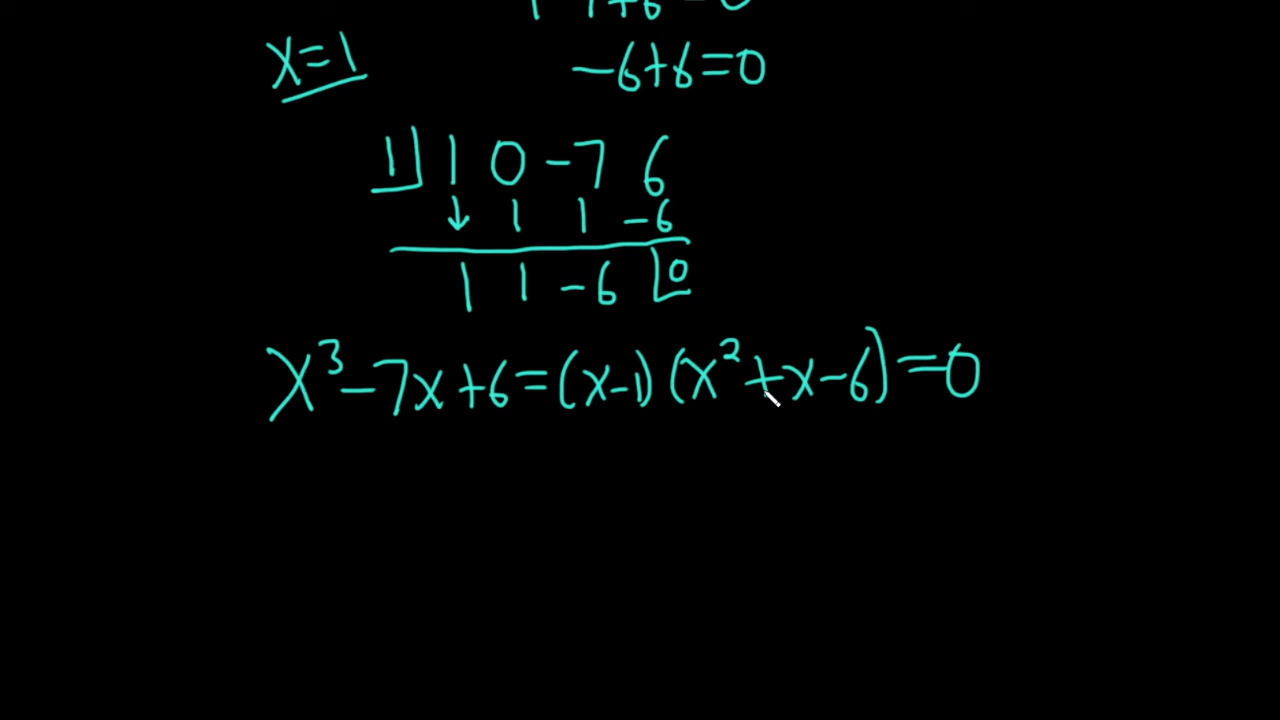 -6+6=0
x=1
1 1 0 -7 6
↓ 1 1 -6
1 1 -6 0
x³-7x+6=(x-1)(x²+x-6)=0